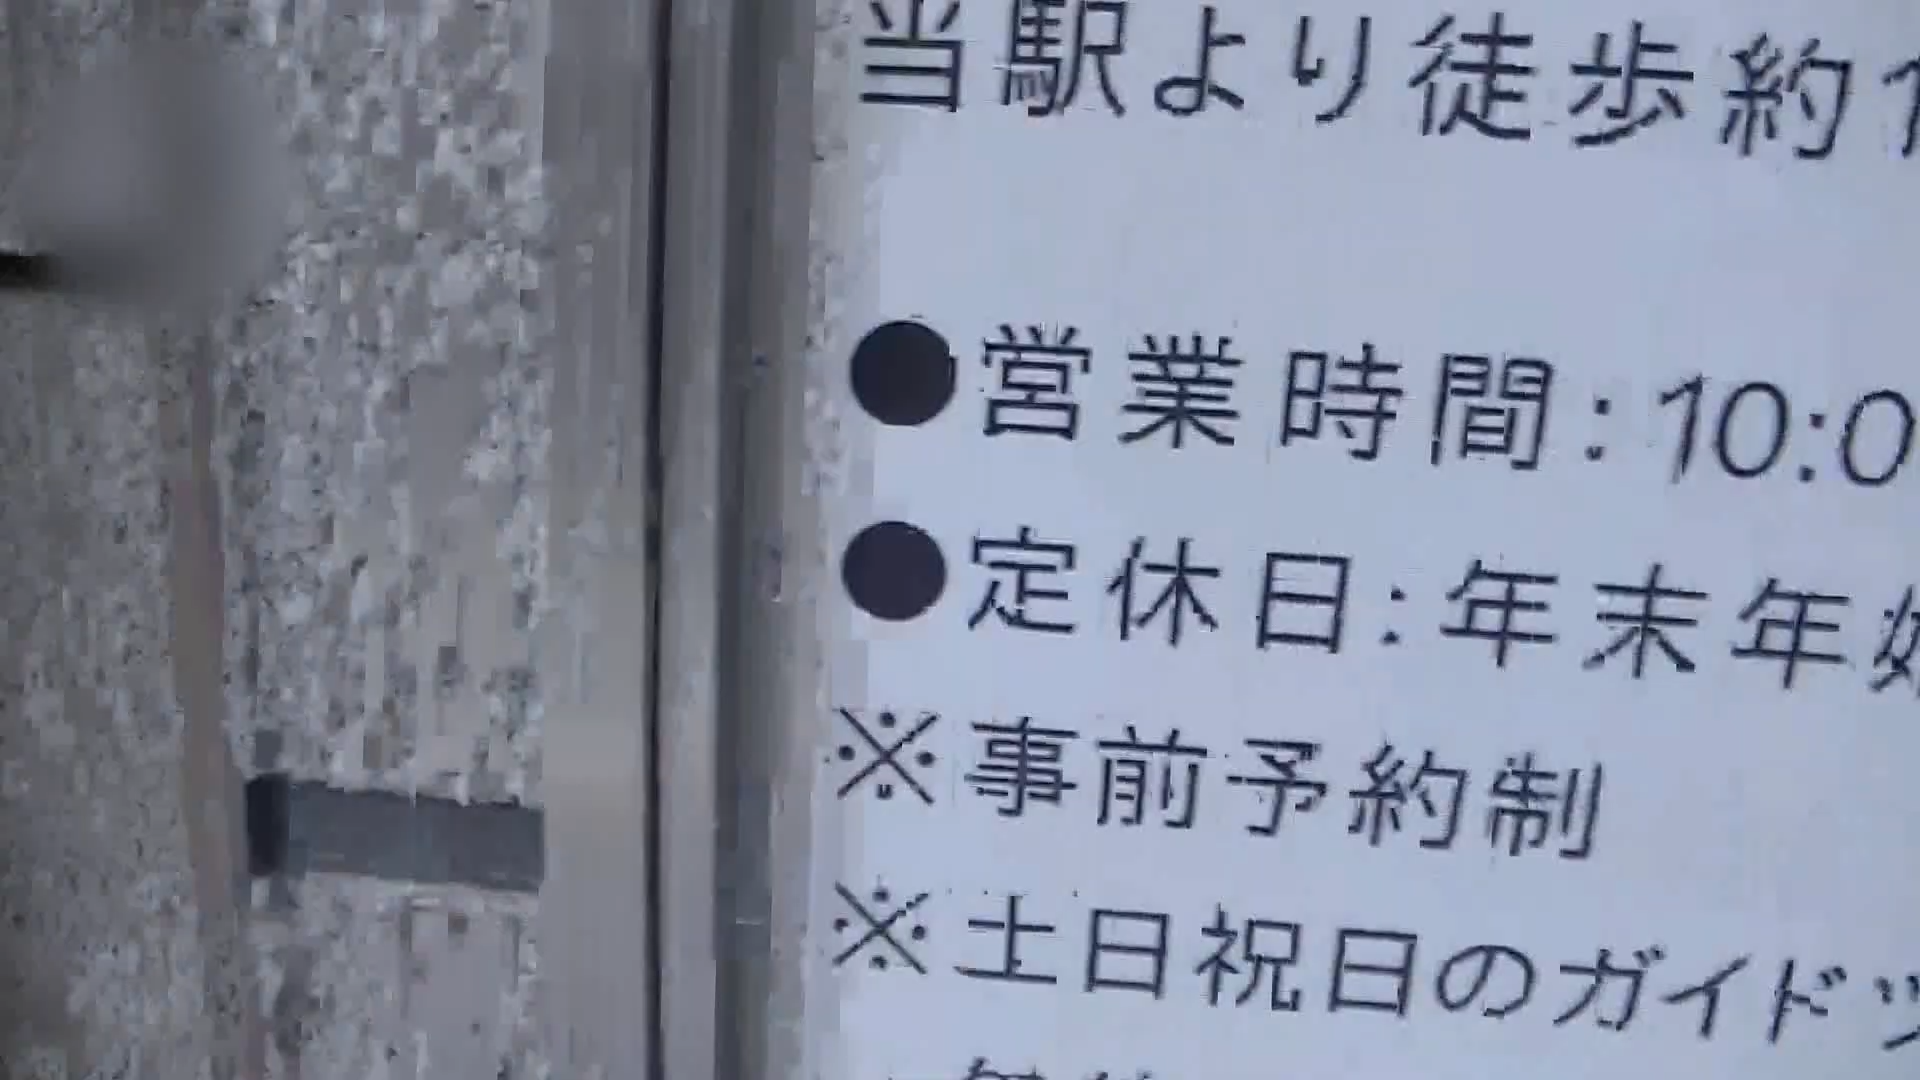 当駅より徒歩約1
●営業時間:10:0
●定休日:年末年始
※事前予約制
※土日祝日のガイドツ